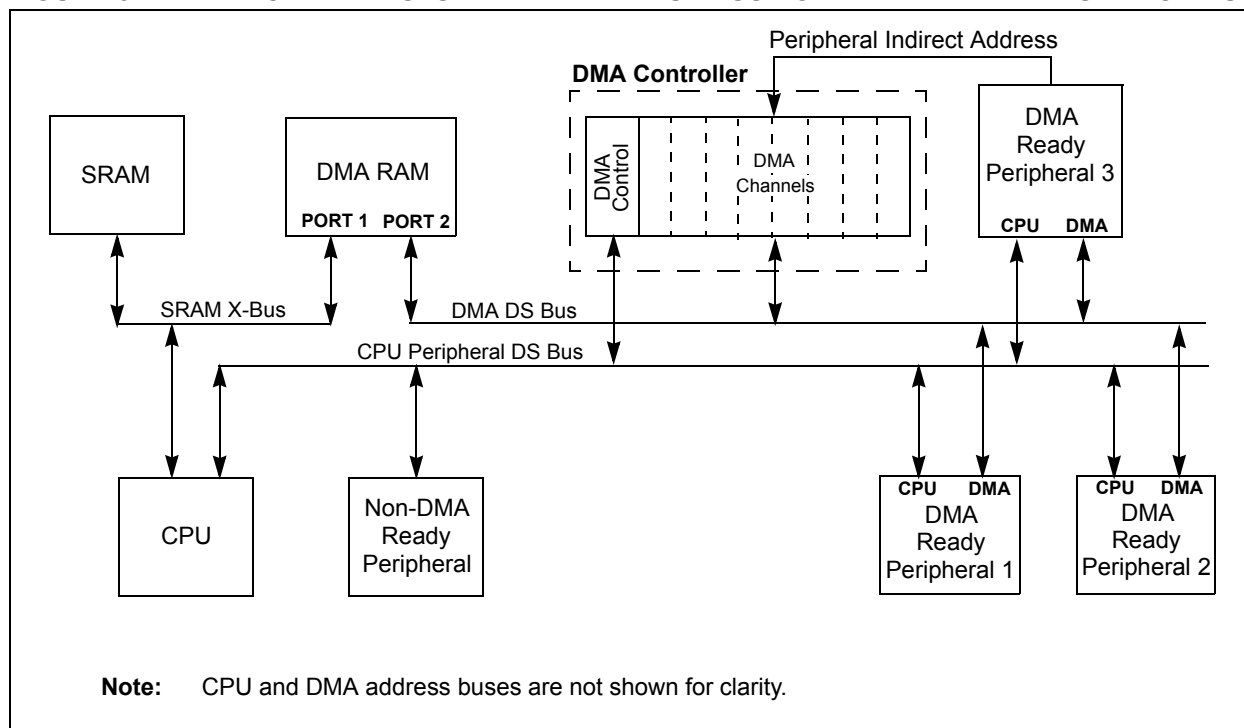 Peripheral Indirect Address
DMA Controller
SRAM
DMA RAM
PORT 1 PORT 2
DMA
Control
DMA
Channels
DMA
Ready
Peripheral 3
CPU DMA
SRAM X-Bus
DMA DS Bus
CPU Peripheral DS Bus
CPU
Non-DMA
Ready
Peripheral
CPU DMA
DMA
Ready
Peripheral 1
CPU DMA
DMA
Ready
Peripheral 2
Note: CPU and DMA address buses are not shown for clarity.